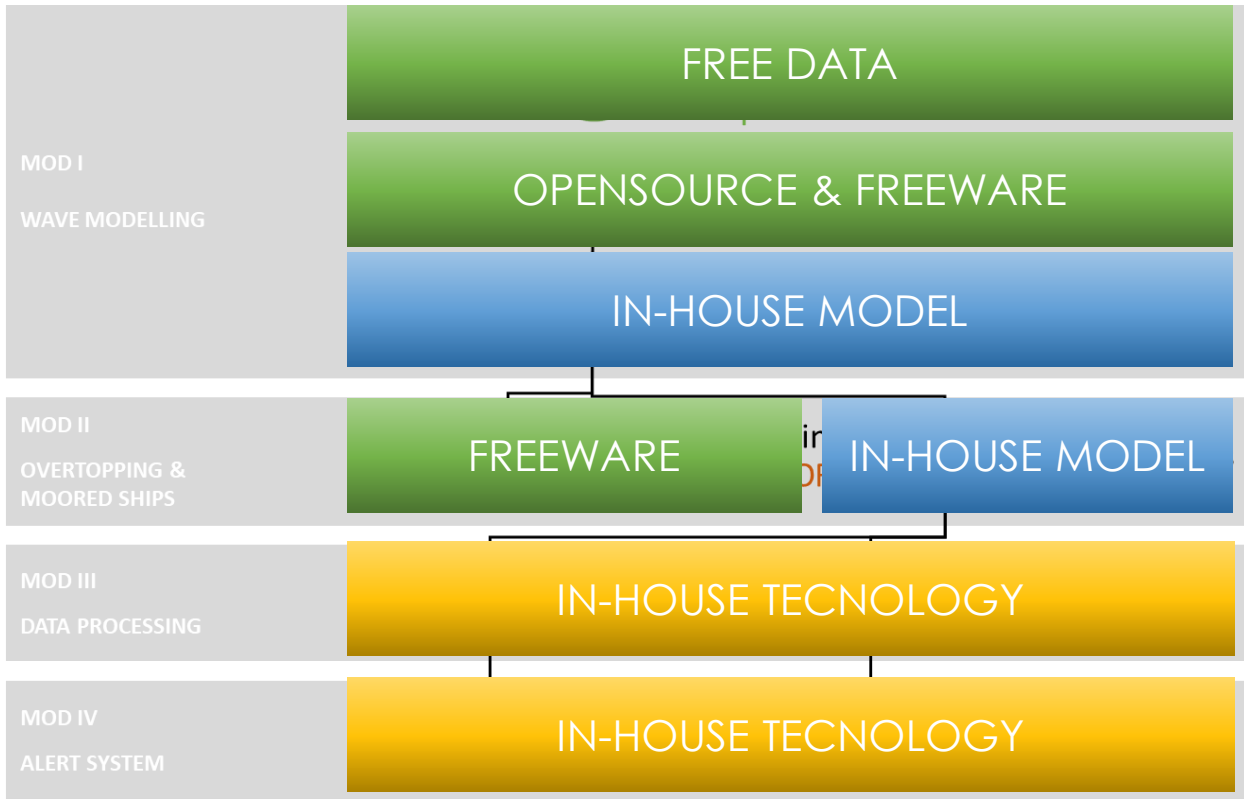 FREE DATA
MOD I
WAVE MODELLING
OPENSOURCE & FREEWARE
IN-HOUSE MODEL
MOD II
OVERTOPPING &
MOORED SHIPS
FREEWARE
IN-HOUSE MODEL
MOD III
DATA PROCESSING
IN-HOUSE TECNOLOGY
MOD IV
ALERT SYSTEM
IN-HOUSE TECNOLOGY